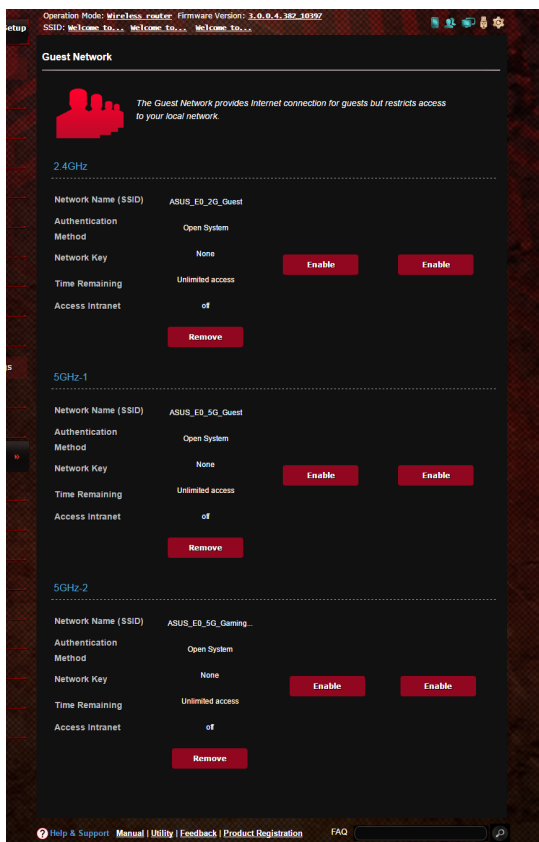 Operation Mode: Wireless router Firmware Version: 3.0.0.4.382_10397
etup
SSID: Welcome to... Welcome to... Welcome to...
Guest Network
The Guest Network provides Internet connection for guests but restricts access
to your local network.
2.4GHz
Network Name (SSID) ASUS_E0_2G_Guest
Authentication
Method Open System
Network Key None
Enable Enable
Time Remaining Unlimited access
Access Intranet off
Remove
gs
5GHz-1
Network Name (SSID) ASUS_E0_5G_Guest
Authentication
Method Open System
Network Key None
Enable Enable
Time Remaining Unlimited access
Access Intranet off
Remove
5GHz-2
Network Name (SSID) ASUS_E0_5G_Gaming...
Authentication
Method Open System
Network Key None
Enable Enable
Time Remaining Unlimited access
Access Intranet off
Remove
Help & Support Manual | Utility | Feedback | Product Registration FAQ